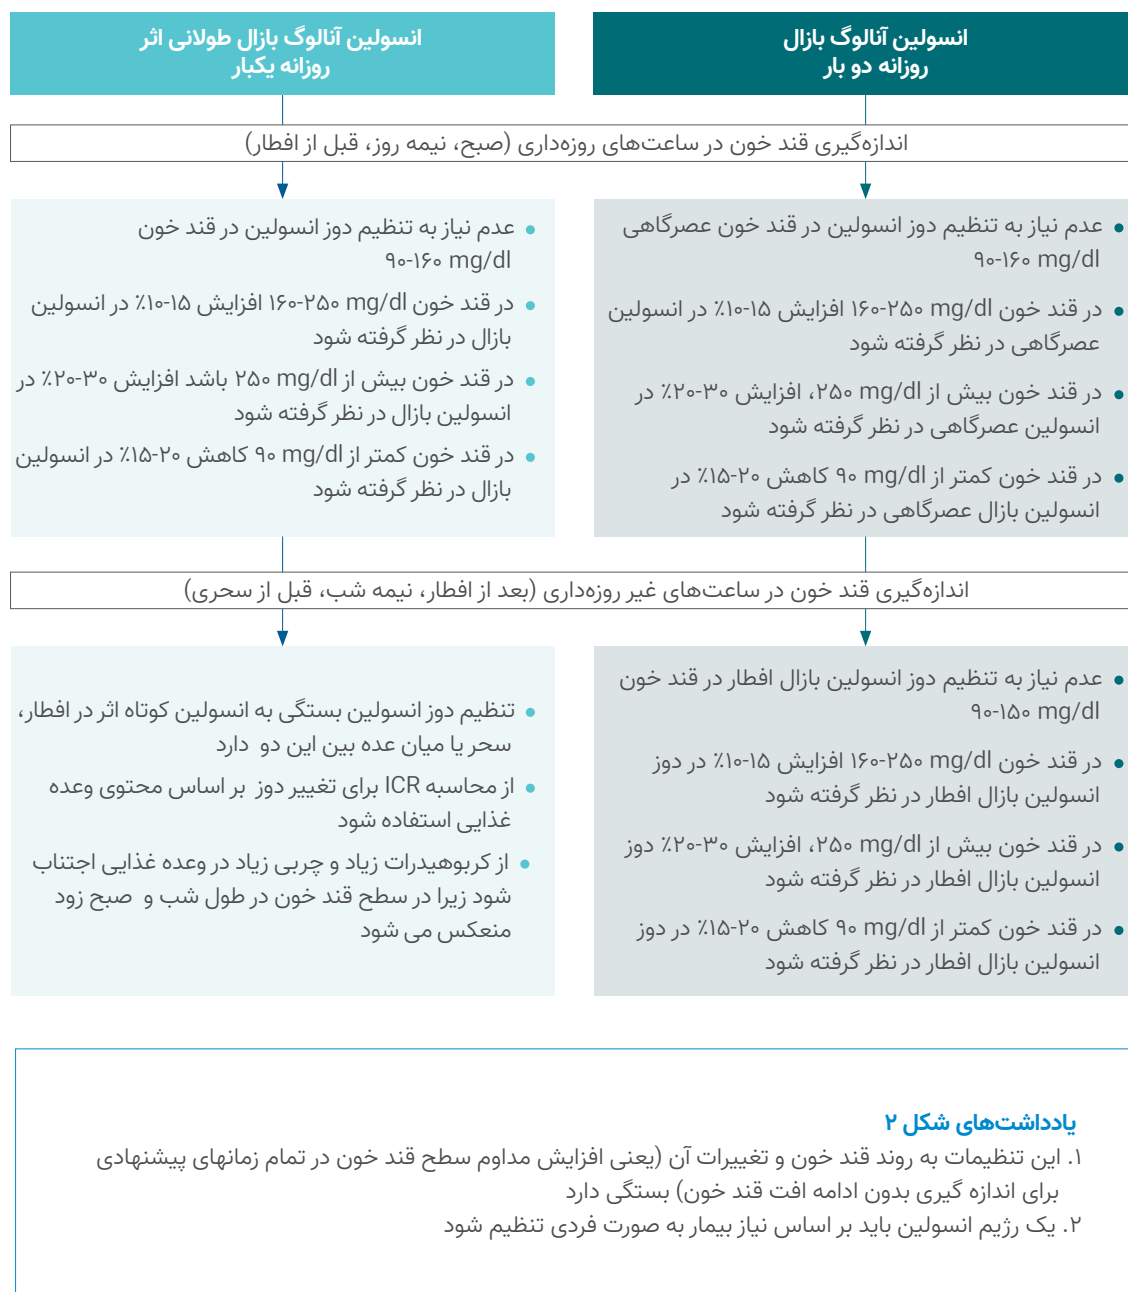 انسولین آنالوگ بازال
روزانه دو بار
انسولین آنالوگ بازال طولانی اثر
روزانه یکبار
اندازه‌گیری قند خون در ساعت‌های روزه‌داری (صبح، نیمه روز، قبل از افطار)
• عدم نیاز به تنظیم دوز انسولین در قند خون عصرگاهی
۹۰-۱۶۰ mg/dl
• در قند خون ۱۶۰-۲۵۰ mg/dl افزایش ۱۵-۱۰٪ در انسولین
عصرگاهی در نظر گرفته شود
• در قند خون بیش از ۲۵۰ mg/dl، افزایش ۳۰-۲۰٪ در
انسولین عصرگاهی در نظر گرفته شود
• در قند خون کمتر از ۹۰ mg/dl کاهش ۲۰-۱۵٪ در
انسولین بازال عصرگاهی در نظر گرفته شود
• عدم نیاز به تنظیم دوز انسولین در قند خون
۹۰-۱۶۰ mg/dl
• در قند خون ۱۶۰-۲۵۰ mg/dl افزایش ۱۵-۱۰٪ در انسولین
بازال در نظر گرفته شود
• در قند خون بیش از ۲۵۰ mg/dl باشد افزایش ۳۰-۲۰٪ در
انسولین بازال در نظر گرفته شود
• در قند خون کمتر از ۹۰ mg/dl کاهش ۲۰-۱۵٪ در انسولین
بازال در نظر گرفته شود
اندازه‌گیری قند خون در ساعت‌های غیر روزه‌داری (بعد از افطار، نیمه شب، قبل از سحری)
• عدم نیاز به تنظیم دوز انسولین بازال افطار در قند خون
۹۰-۱۵۰ mg/dl
• در قند خون ۱۶۰-۲۵۰ mg/dl افزایش ۱۵-۱۰٪ در دوز
انسولین بازال افطار در نظر گرفته شود
• در قند خون بیش از ۲۵۰ mg/dl، افزایش ۳۰-۲۰٪ دوز
انسولین بازال افطار در نظر گرفته شود
• در قند خون کمتر از ۹۰ mg/dl کاهش ۲۰-۱۵٪ در دوز
انسولین بازال افطار در نظر گرفته شود
• تنظیم دوز انسولین بستگی به انسولین کوتاه اثر در افطار،
سحر یا میان عده بین این دو دارد
• از محاسبه ICR برای تغییر دوز بر اساس محتوی وعده
غذایی استفاده شود
• از کربوهیدرات زیاد و چربی زیاد در وعده غذایی اجتناب
شود زیرا در سطح قند خون در طول شب و صبح زود
منعکس می شود
یادداشت‌های شکل ۲
۱. این تنظیمات به روند قند خون و تغییرات آن (یعنی افزایش مداوم سطح قند خون در تمام زمانهای پیشنهادی
برای اندازه گیری بدون ادامه افت قند خون) بستگی دارد
۲. یک رژیم انسولین باید بر اساس نیاز بیمار به صورت فردی تنظیم شود